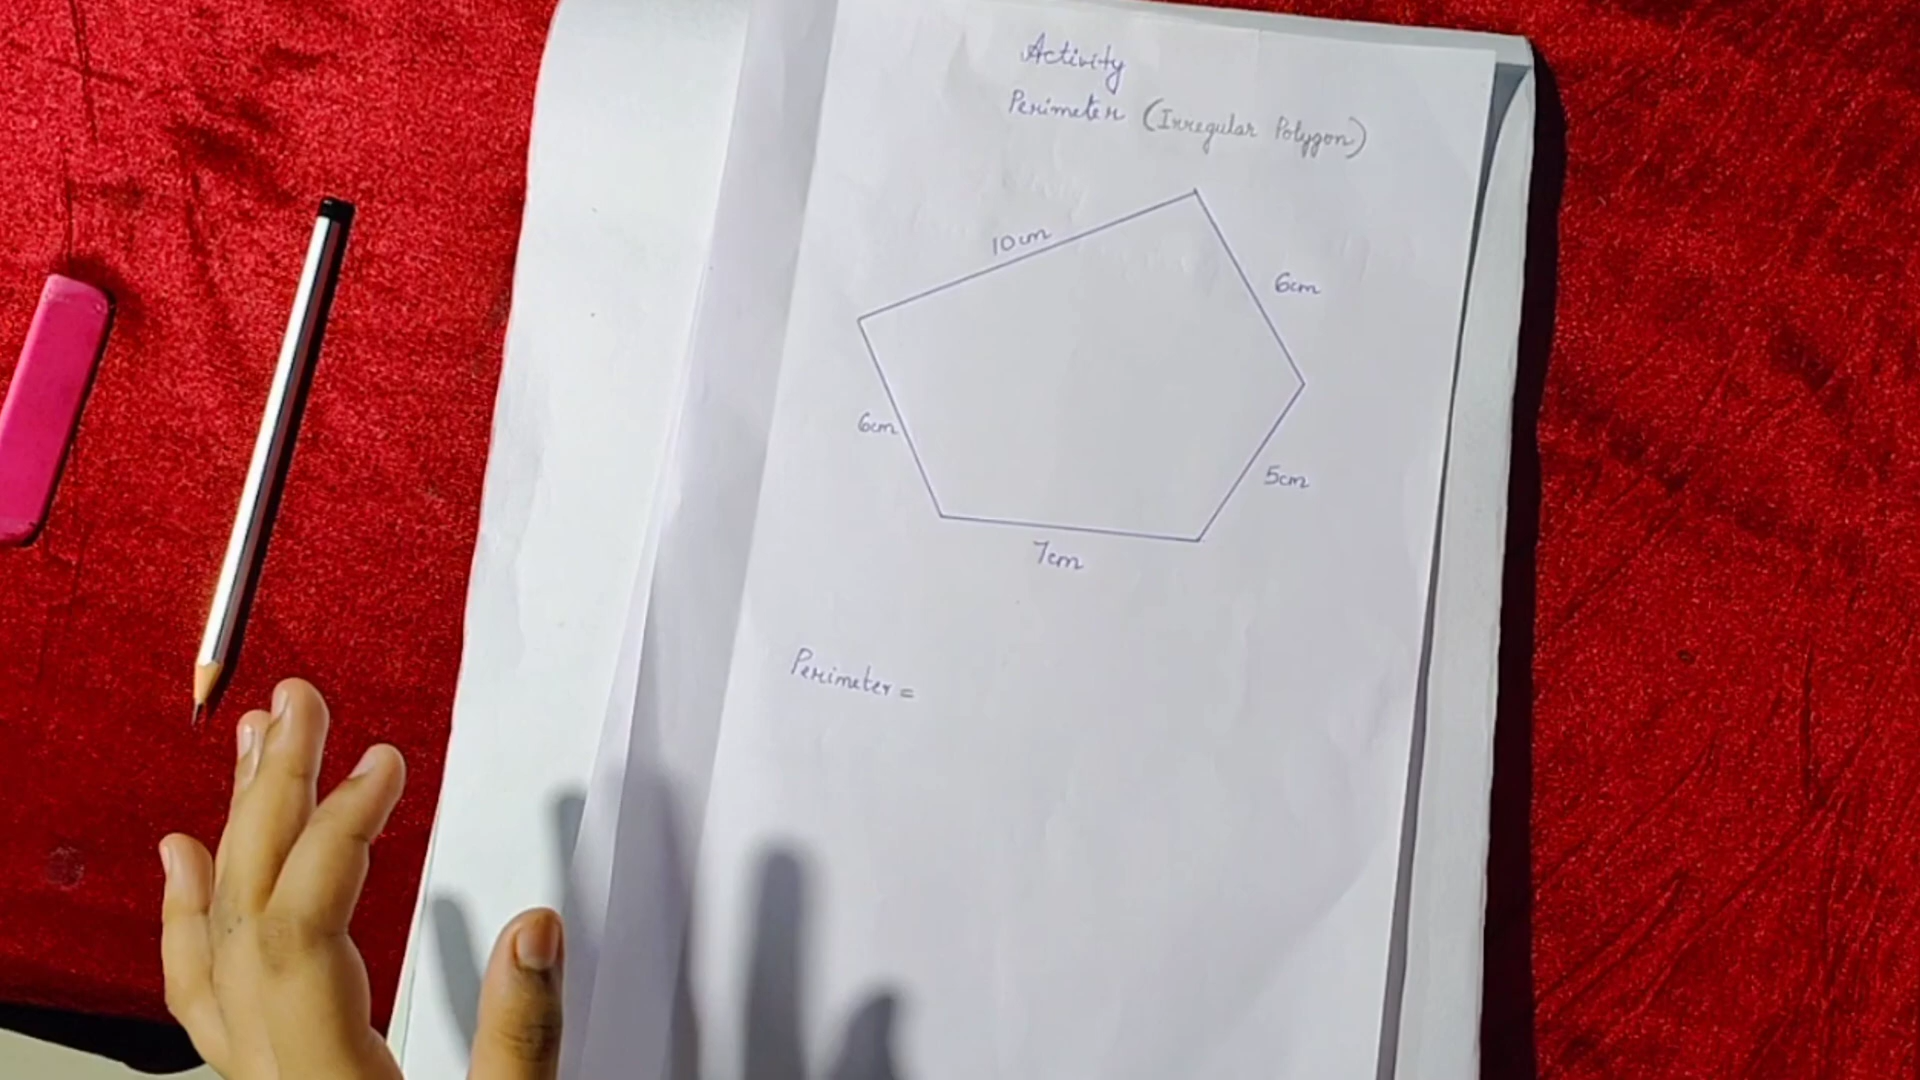 Activity
Perimeter (Irregular Polygon)
10cm
6cm
6cm
5cm
7cm
Perimeter =